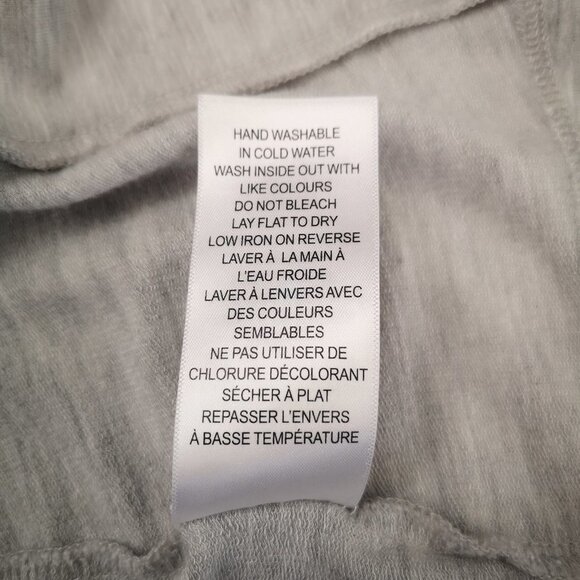 HAND WASHABLE
IN COLD WATER
WASH INSIDE OUT WITH
LIKE COLOURS
DO NOT BLEACH
LAY FLAT TO DRY
LOW IRON ON REVERSE
LAVER À LA MAIN À
L'EAU FROIDE
LAVER À LENVERS AVEC
DES COULEURS
SEMBLABLES
NE PAS UTILISER DE
CHLORURE DÉCOLORANT
SÉCHER À PLAT
REPASSER L'ENVERS
À BASSE TEMPÉRATURE